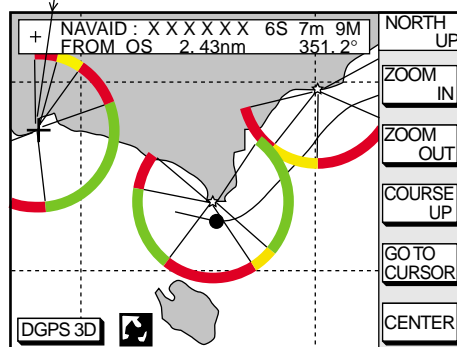 + NAVAID : X X X X X X 6S 7m 9M
FROM OS 2. 43nm 351. 2°
NORTH
UP
ZOOM
IN
ZOOM
OUT
COURSE
UP
GO TO
CURSOR
CENTER
DGPS 3D